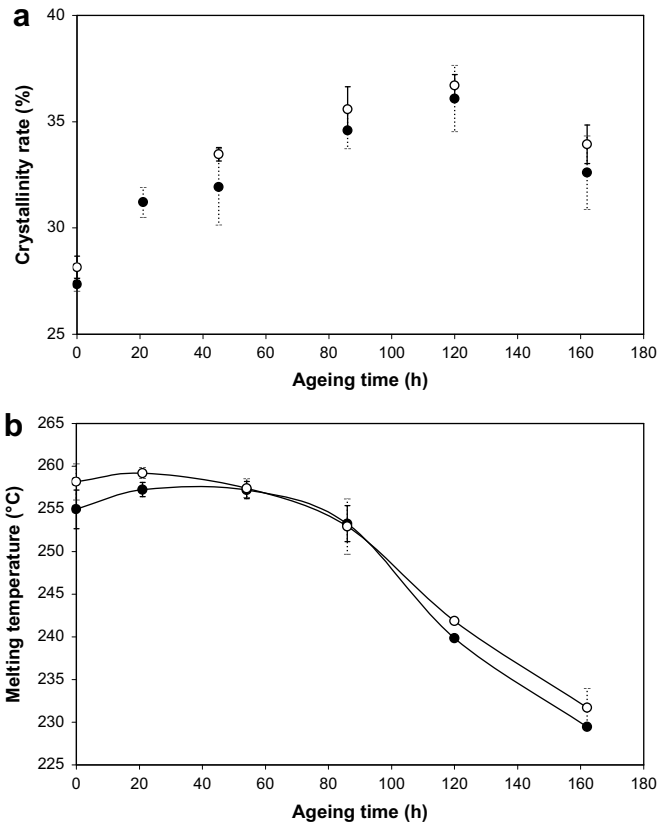 a
40
35
30
25
Crystallinity rate (%)
0 20 40 60 80 100 120 140 160 180
Ageing time (h)
b
265
260
255
250
245
240
235
230
225
Melting temperature (°C)
0 20 40 60 80 100 120 140 160 180
Ageing time (h)